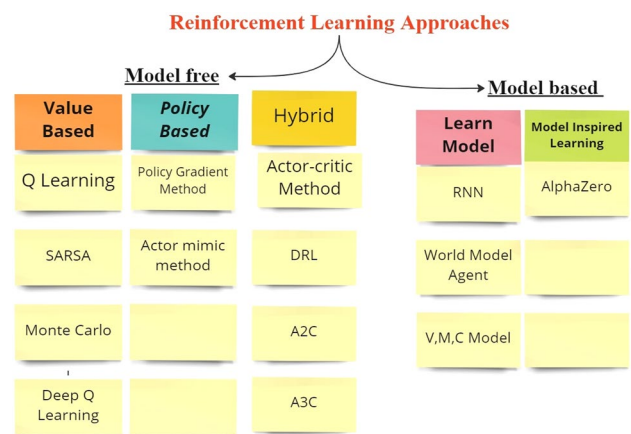 Reinforcement Learning Approaches
Model free
Model based
Value
Based
Policy
Based
Hybrid
Learn
Model
Model Inspired
Learning
Q Learning
Policy Gradient
Method
Actor-critic
Method
RNN
AlphaZero
SARSA
Actor mimic
method
DRL
World Model
Agent
Monte Carlo
A2C
V,M,C Model
Deep Q
Learning
A3C